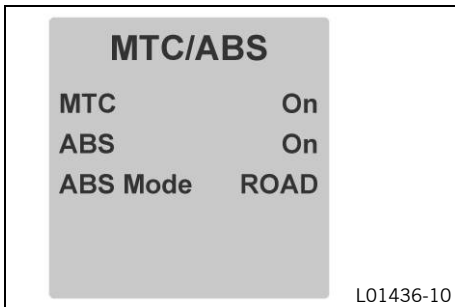 MTC/ABS
MTC On
ABS On
ABS Mode ROAD
L01436-10